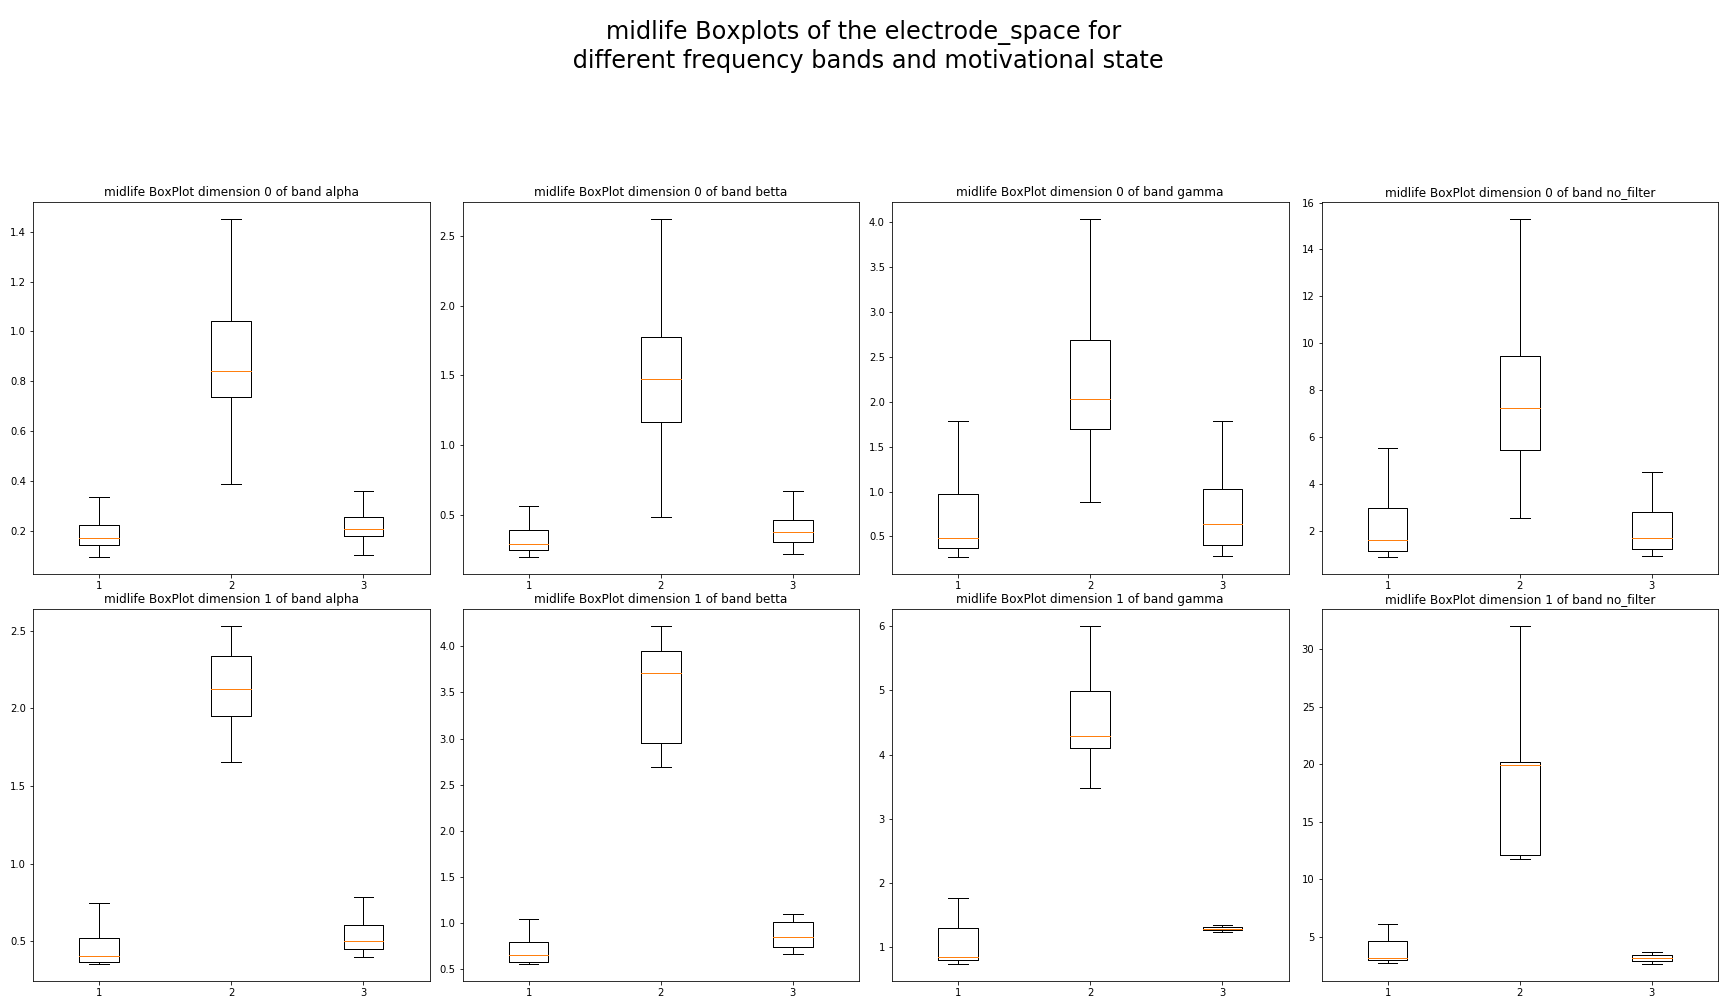 midlife Boxplots of the electrode_space for
different frequency bands and motivational state
midlife BoxPlot dimension 0 of band alpha
1.4
1.2
1.0
0.8
0.6
0.4
0.2
1 2 3
midlife BoxPlot dimension 0 of band betta
2.5
2.0
1.5
1.0
0.5
1 2 3
midlife BoxPlot dimension 0 of band gamma
4.0
3.5
3.0
2.5
2.0
1.5
1.0
0.5
1 2 3
midlife BoxPlot dimension 0 of band no_filter
16
14
12
10
8
6
4
2
1 2 3
midlife BoxPlot dimension 1 of band alpha
2.5
2.0
1.5
1.0
0.5
1 2 3
midlife BoxPlot dimension 1 of band betta
4.0
3.5
3.0
2.5
2.0
1.5
1.0
0.5
1 2 3
midlife BoxPlot dimension 1 of band gamma
6
5
4
3
2
1
1 2 3
midlife BoxPlot dimension 1 of band no_filter
30
25
20
15
10
5
1 2 3